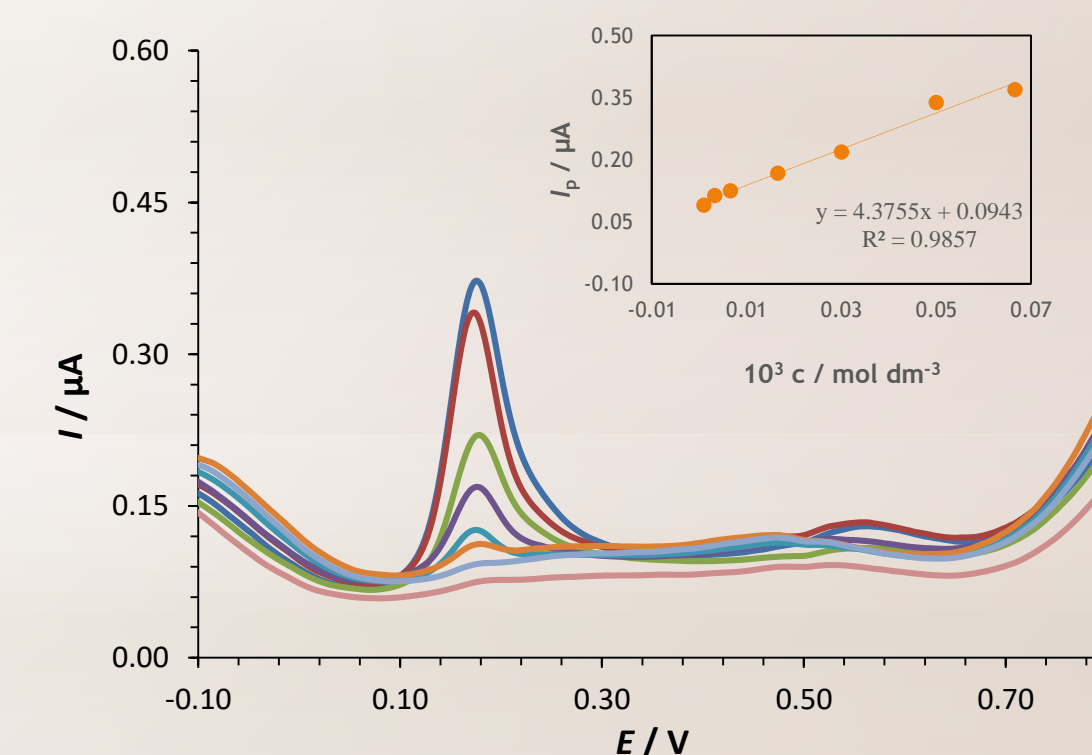 0.60
0.45
0.30
0.15
0.00
I / µA
-0.10 0.10 0.30 0.50 0.70
E / V
0.50
0.35
0.20
0.05
-0.10
Ip / µA
y = 4.3755x + 0.0943
R² = 0.9857
-0.01 0.01 0.03 0.05 0.07
10³ c / mol dm⁻³